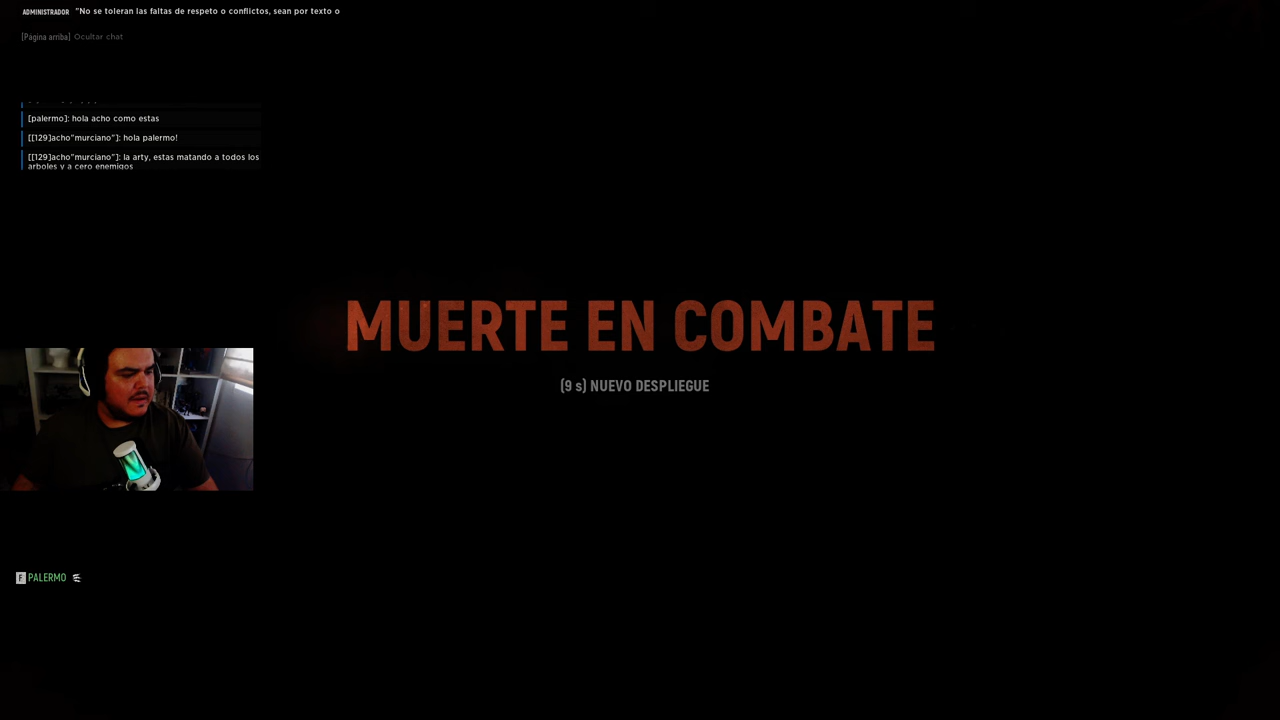 ADMINISTRADOR "No se toleran las faltas de respeto o conflictos, sean por texto o
[Página arriba] Ocultar chat
[palermo]: hola acho como estas
[[129]acho"murciano"]: hola palermo!
[[129]acho"murciano"]: la arty, estas matando a todos los
arboles y a cero enemigos
MUERTE EN COMBATE
(9 s) NUEVO DESPLIEGUE
F PALERMO